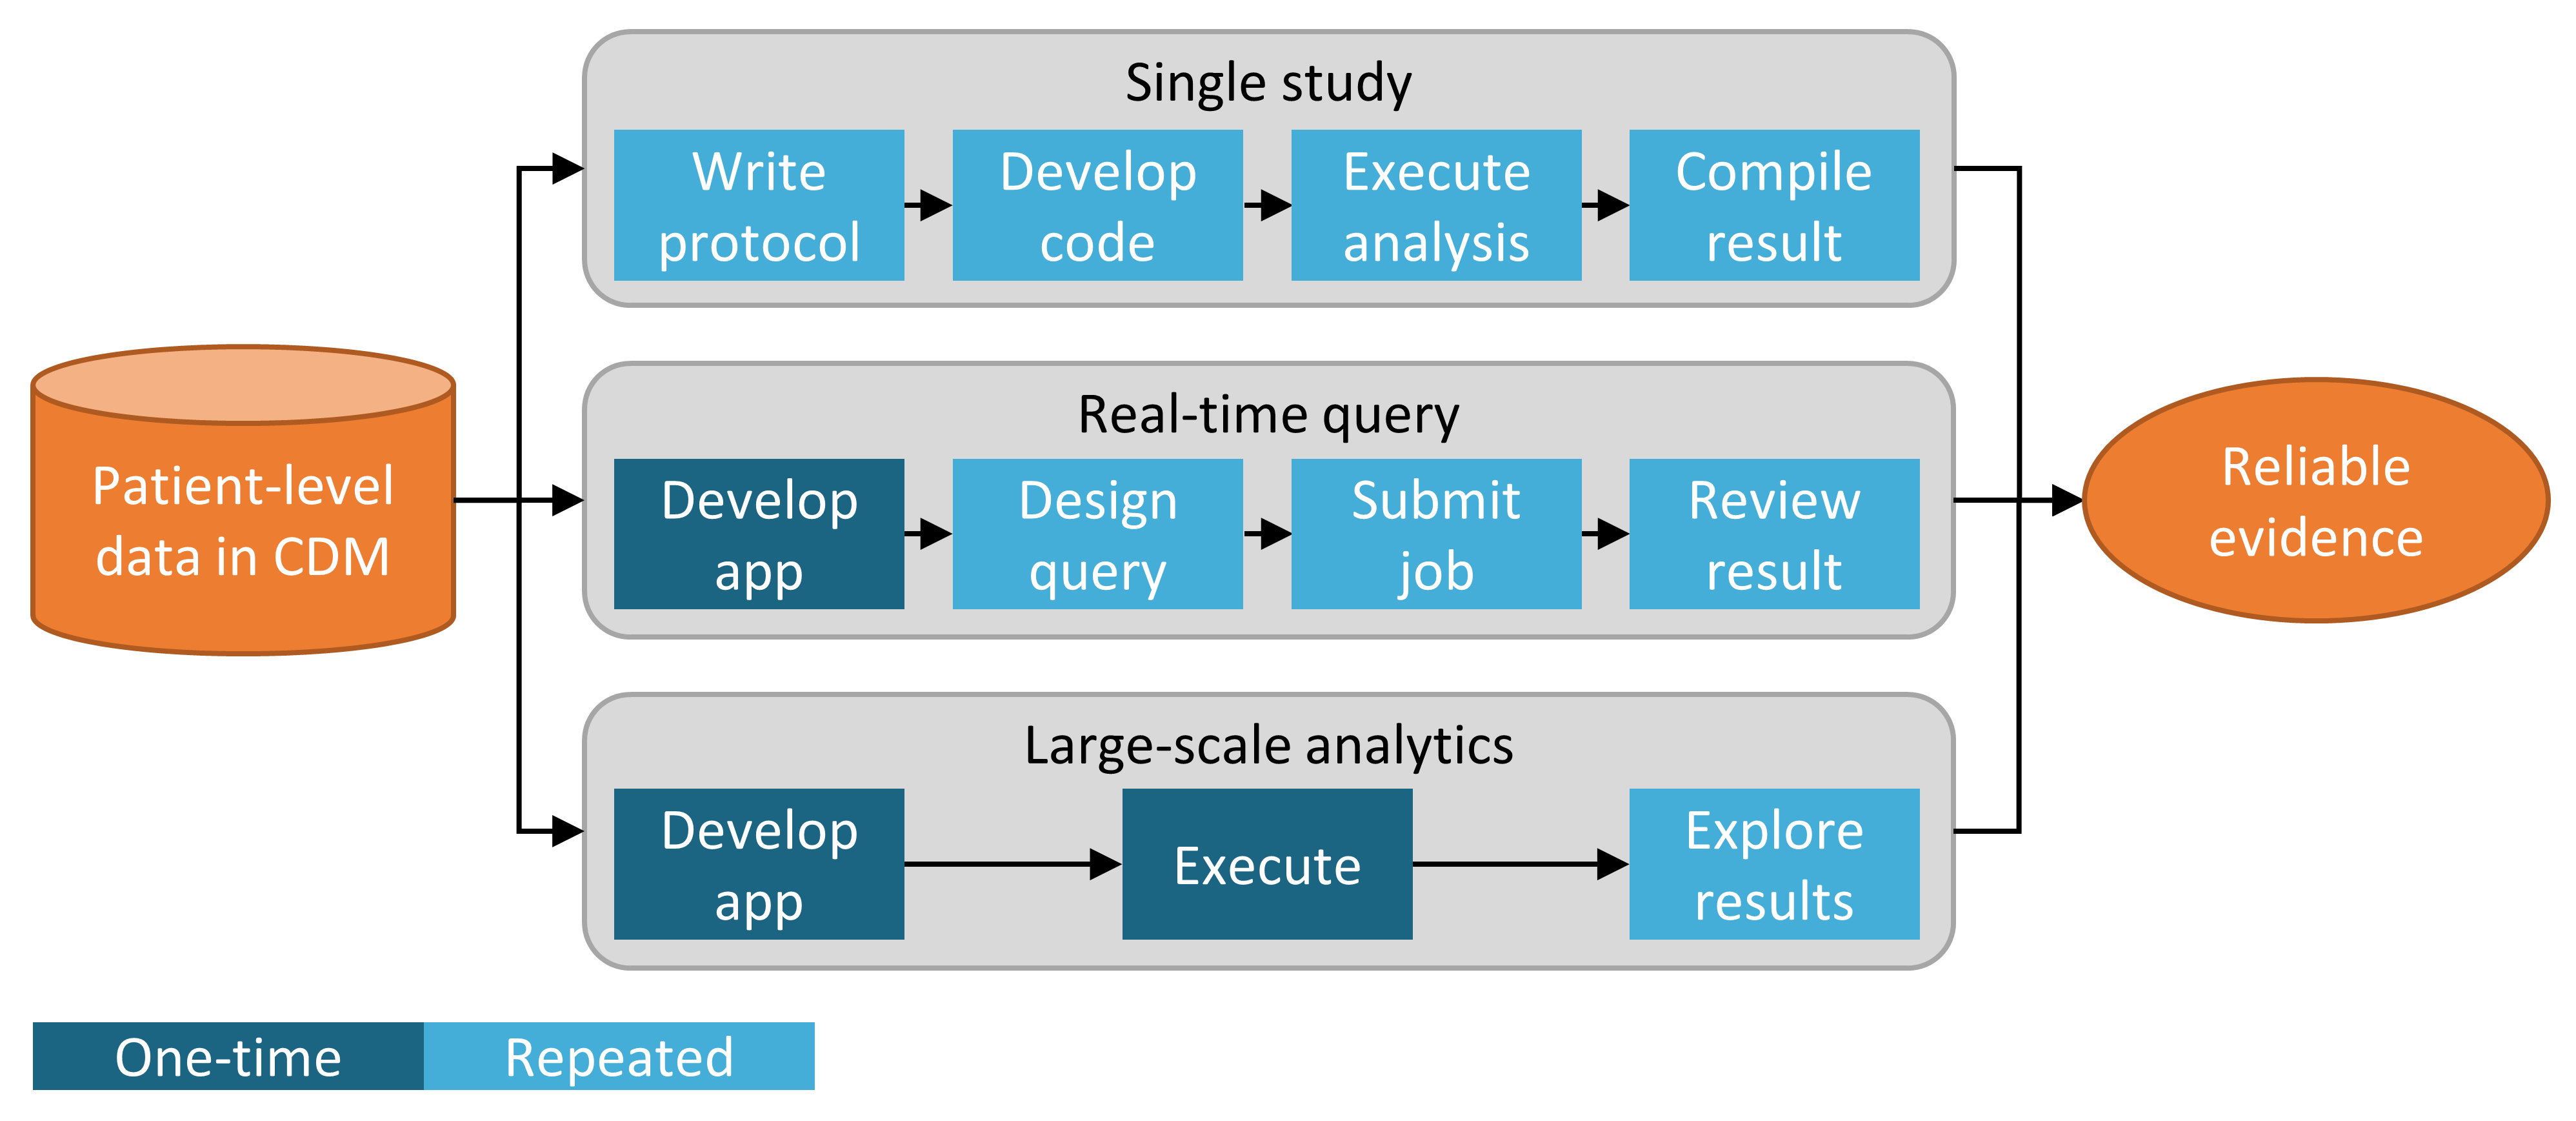 Single study
Write
protocol
Develop
code
Execute
analysis
Compile
result
Patient-level
data in CDM
Real-time query
Develop
app
Design
query
Submit
job
Review
result
Reliable
evidence
Large-scale analytics
Develop
app
Execute
Explore
results
One-time
Repeated